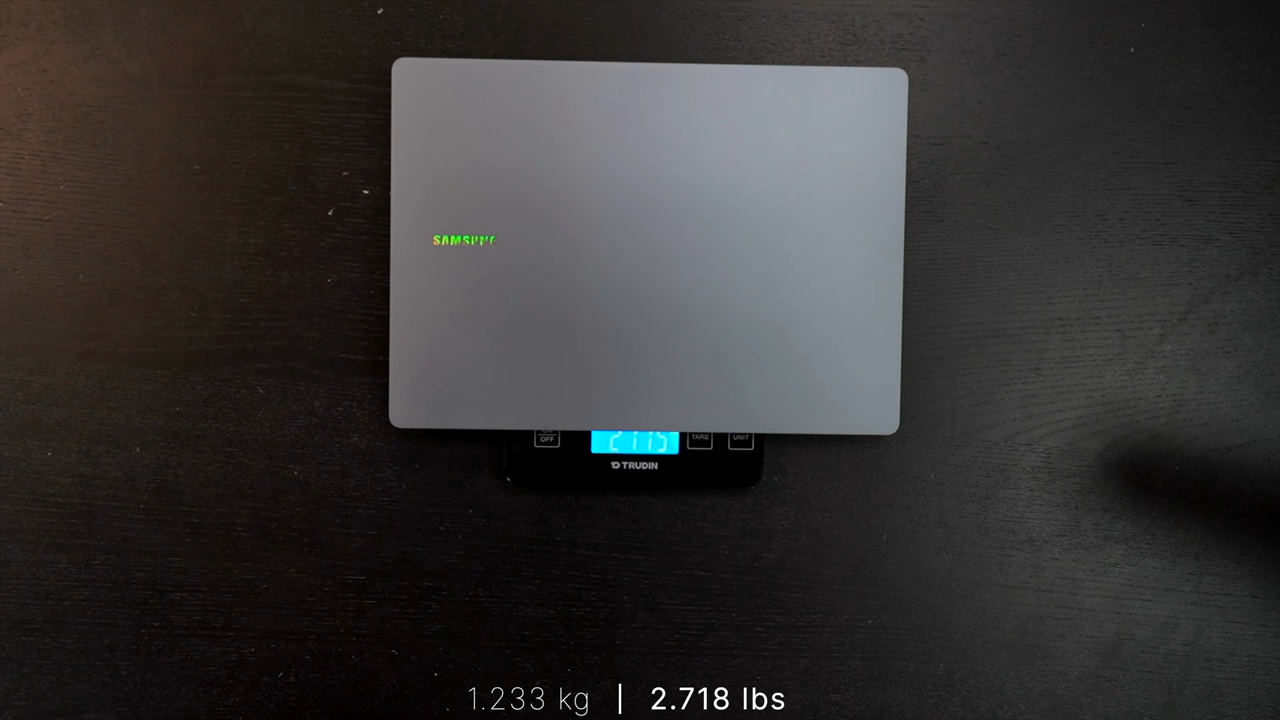 SAMSUNG
OFF
TARE
UNIT
TRUDIN
1.233 kg | 2.718 lbs